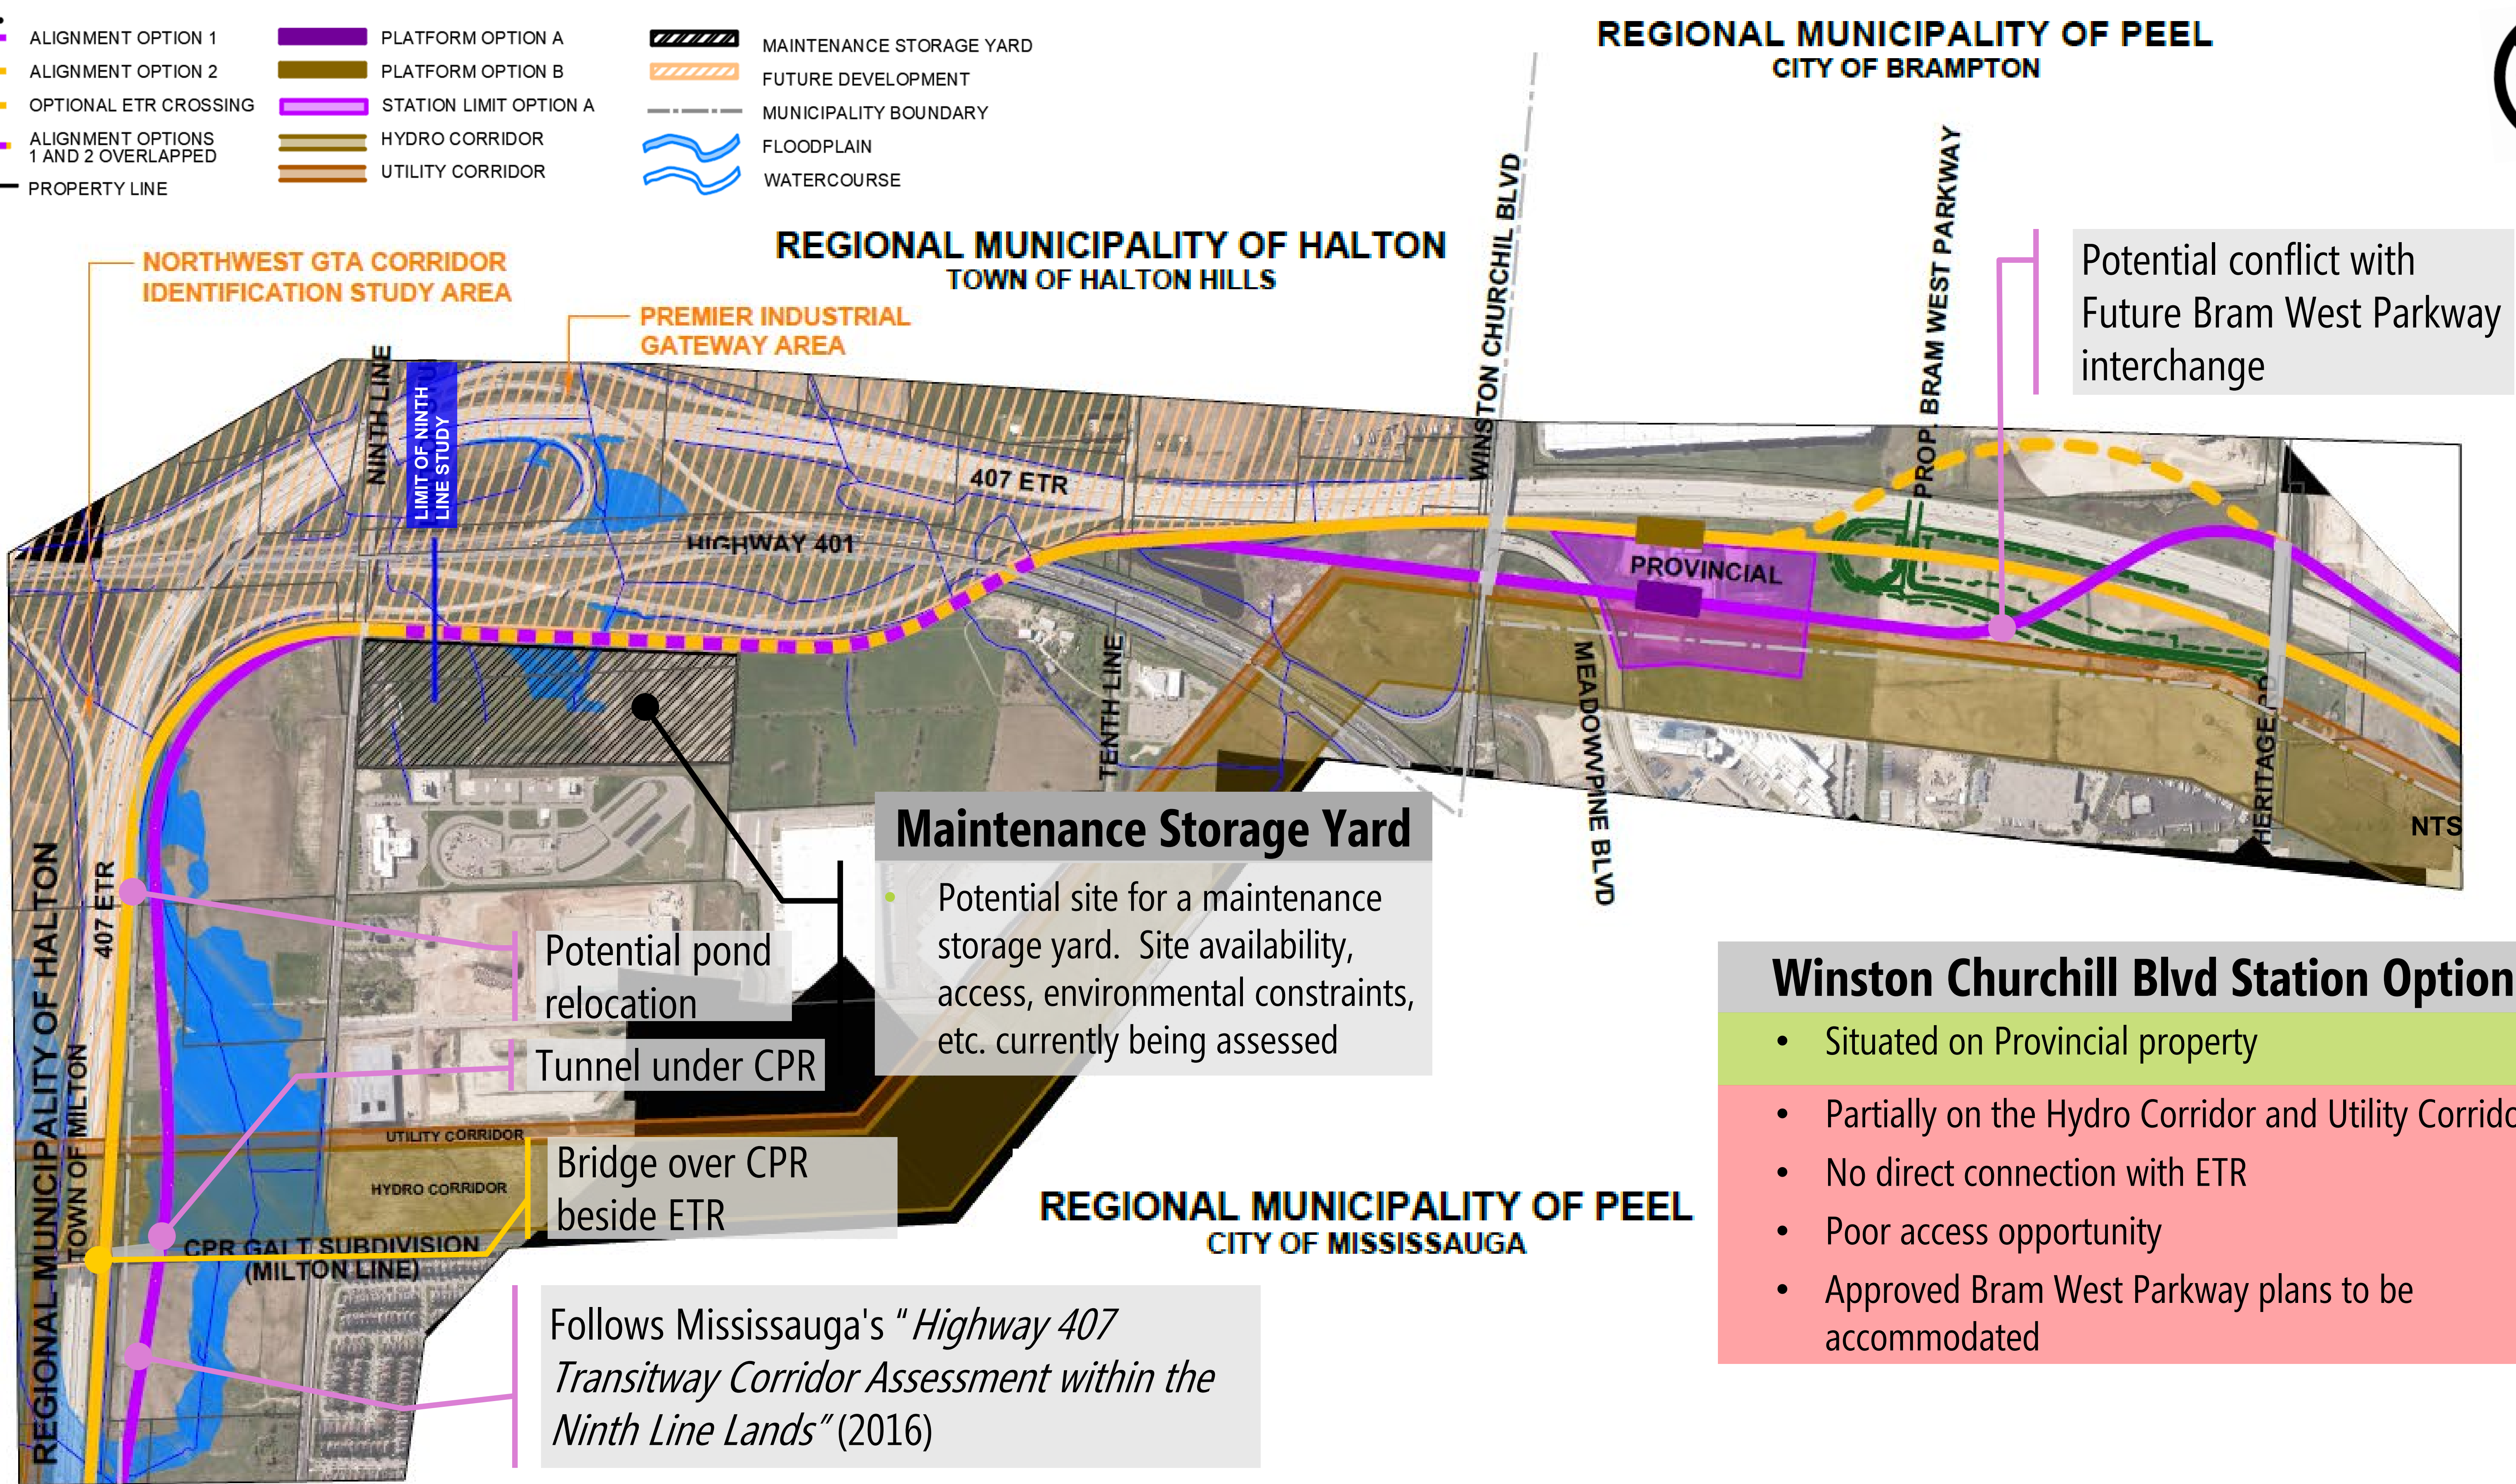 ALIGNMENT OPTION 1
ALIGNMENT OPTION 2
OPTIONAL ETR CROSSING
ALIGNMENT OPTIONS
1 AND 2 OVERLAPPED
PROPERTY LINE
PLATFORM OPTION A
PLATFORM OPTION B
STATION LIMIT OPTION A
HYDRO CORRIDOR
UTILITY CORRIDOR
MAINTENANCE STORAGE YARD
FUTURE DEVELOPMENT
MUNICIPALITY BOUNDARY
FLOODPLAIN
WATERCOURSE
REGIONAL MUNICIPALITY OF PEEL
CITY OF BRAMPTON
REGIONAL MUNICIPALITY OF HALTON
TOWN OF HALTON HILLS
NORTHWEST GTA CORRIDOR
IDENTIFICATION STUDY AREA
PREMIER INDUSTRIAL
GATEWAY AREA
WINSTON CHURCHIL BLVD
PROP. BRAM WEST PARKWAY
Potential conflict with
Future Bram West Parkway
interchange
NINTH LINE
LIMIT OF NINTH
LINE STUDY
407 ETR
HIGHWAY 401
PROVINCIAL
TENTH LINE
MEADOWPINE BLVD
HERITAGE RD
NTS
Maintenance Storage Yard
• Potential site for a maintenance
storage yard. Site availability,
access, environmental constraints,
etc. currently being assessed
REGIONAL MUNICIPALITY OF HALTON
TOWN OF MILTON
407 ETR
Potential pond
relocation
Tunnel under CPR
UTILITY CORRIDOR
HYDRO CORRIDOR
Bridge over CPR
beside ETR
CPR GALT SUBDIVISION
(MILTON LINE)
REGIONAL MUNICIPALITY OF PEEL
CITY OF MISSISSAUGA
Follows Mississauga's "Highway 407
Transitway Corridor Assessment within the
Ninth Line Lands" (2016)
Winston Churchill Blvd Station Option
• Situated on Provincial property
• Partially on the Hydro Corridor and Utility Corrido
• No direct connection with ETR
• Poor access opportunity
• Approved Bram West Parkway plans to be
accommodated